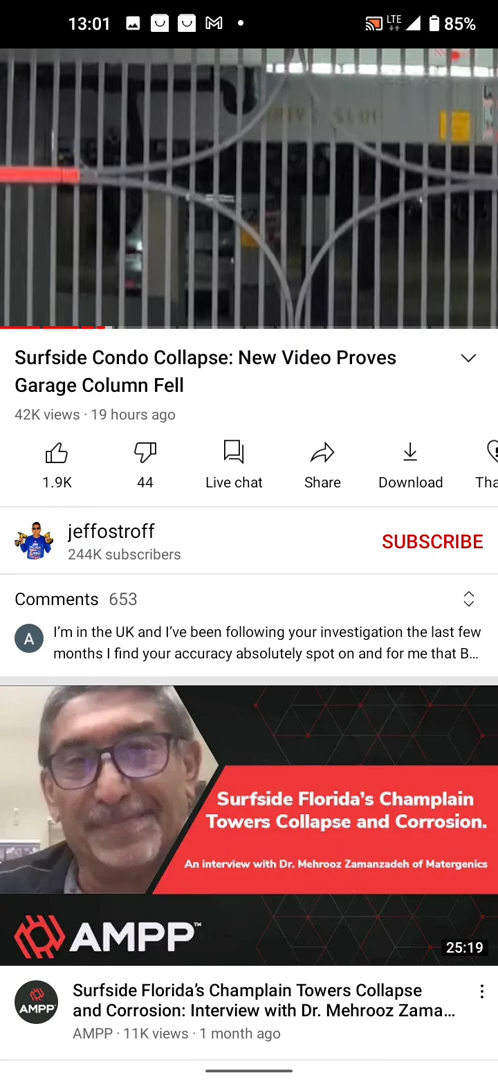 13:01
LTE
85%
Surfside Condo Collapse: New Video Proves
Garage Column Fell
42K views · 19 hours ago
1.9K
44
Live chat
Share
Download
Tha
jeffostroff
244K subscribers
SUBSCRIBE
Comments 653
A
I'm in the UK and I've been following your investigation the last few
months I find your accuracy absolutely spot on and for me that B...
Surfside Florida's Champlain
Towers Collapse and Corrosion.
An interview with Dr. Mehrooz Zamanzadeh of Matergenics
AMPP™
25:19
AMPP
Surfside Florida's Champlain Towers Collapse
and Corrosion: Interview with Dr. Mehrooz Zama...
AMPP · 11K views · 1 month ago